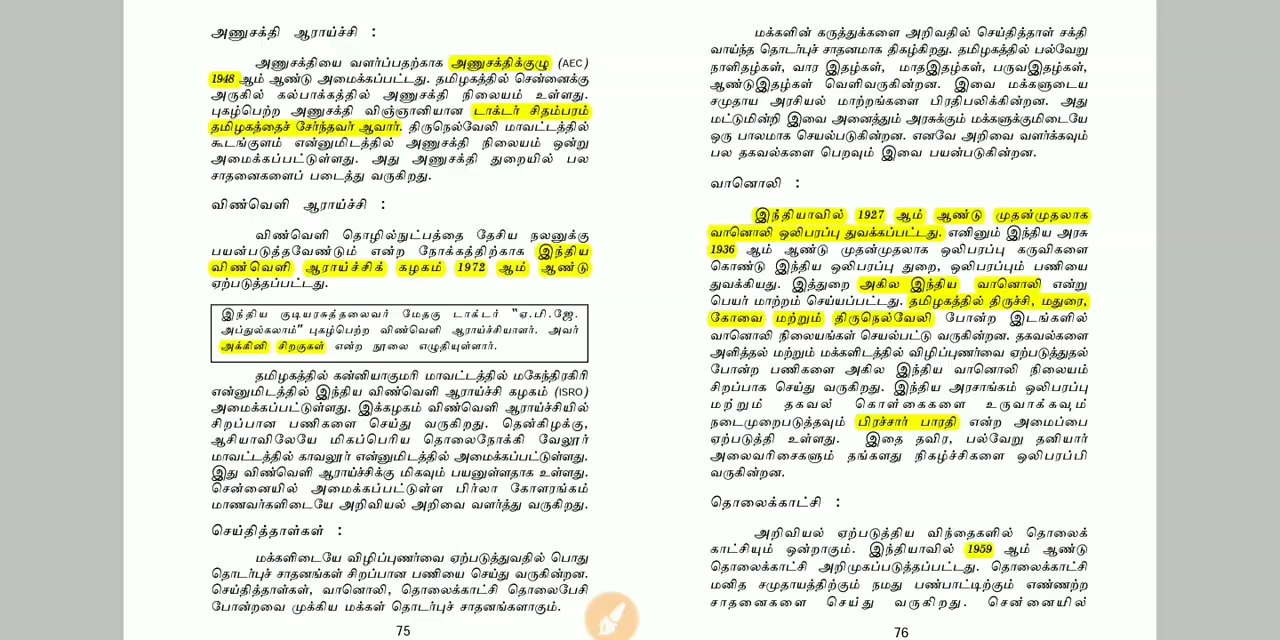 அணுசக்தி ஆராய்ச்சி :
அணுசக்தியை வளர்ப்பதற்காக அணுசக்திக்குழு (AEC)
1948 ஆம் ஆண்டு அமைக்கப்பட்டது. தமிழகத்தில் சென்னைக்கு
அருகில் கல்பாக்கத்தில் அணுசக்தி நிலையம் உள்ளது.
புகழ்பெற்ற அணுசக்தி விஞ்ஞானியான டாக்டர் சிதம்பரம்
தமிழகத்தைச் சேர்ந்தவர் ஆவார். திருநெல்வேலி மாவட்டத்தில்
கூடங்குளம் என்னுமிடத்தில் அணுசக்தி நிலையம் ஒன்று
அமைக்கப்பட்டுள்ளது. அது அணுசக்தி துறையில் பல
சாதனைகளைப் படைத்து வருகிறது.
விண்வெளி ஆராய்ச்சி :
விண்வெளி தொழில்நுட்பத்தை தேசிய நலனுக்கு
பயன்படுத்தவேண்டும் என்ற நோக்கத்திற்காக இந்திய
விண்வெளி ஆராய்ச்சிக் கழகம் 1972 ஆம் ஆண்டு
ஏற்படுத்தப்பட்டது.
இந்திய குடியரசுத்தலைவர் மேதகு டாக்டர் "ஏ.பி.ஜே.
அப்துல்கலாம்" புகழ்பெற்ற விண்வெளி ஆராய்ச்சியாளர். அவர்
அக்கினி சிறகுகள் என்ற நூலை எழுதியுள்ளார்.
தமிழகத்தில் கன்னியாகுமரி மாவட்டத்தில் மகேந்திரகிரி
என்னுமிடத்தில் இந்திய விண்வெளி ஆராய்ச்சி கழகம் (ISRO)
அமைக்கப்பட்டுள்ளது. இக்கழகம் விண்வெளி ஆராய்ச்சியில்
சிறப்பான பணிகளை செய்து வருகிறது. தென்கிழக்கு,
ஆசியாவிலேயே மிகப்பெரிய தொலைநோக்கி வேலூர்
மாவட்டத்தில் காவலூர் என்னுமிடத்தில் அமைக்கப்பட்டுள்ளது.
இது விண்வெளி ஆராய்ச்சிக்கு மிகவும் பயனுள்ளதாக உள்ளது.
சென்னையில் அமைக்கப்பட்டுள்ள பிர்லா கோளரங்கம்
மாணவர்களிடையே அறிவியல் அறிவை வளர்த்து வருகிறது.
செய்தித்தாள்கள் :
மக்களிடையே விழிப்புணர்வை ஏற்படுத்துவதில் பொது
தொடர்புச் சாதனங்கள் சிறப்பான பணியை செய்து வருகின்றன.
செய்தித்தாள்கள், வானொலி, தொலைக்காட்சி தொலைபேசி
போன்றவை முக்கிய மக்கள் தொடர்புச் சாதனங்களாகும்.
75
மக்களின் கருத்துக்களை அறிவதில் செய்தித்தாள் சக்தி
வாய்ந்த தொடர்புச் சாதனமாக திகழ்கிறது. தமிழகத்தில் பல்வேறு
நாளிதழ்கள், வார இதழ்கள், மாதஇதழ்கள், பருவஇதழ்கள்,
ஆண்டுஇதழ்கள் வெளிவருகின்றன. இவை மக்களுடைய
சமுதாய அரசியல் மாற்றங்களை பிரதிபலிக்கின்றன. அது
மட்டுமின்றி இவை அனைத்தும் அரசுக்கும் மக்களுக்குமிடையே
ஒரு பாலமாக செயல்படுகின்றன. எனவே அறிவை வளர்க்கவும்
பல தகவல்களை பெறவும் இவை பயன்படுகின்றன.
வானொலி :
இந்தியாவில் 1927 ஆம் ஆண்டு முதன்முதலாக
வானொலி ஒலிபரப்பு துவக்கப்பட்டது. எனினும் இந்திய அரசு
1936 ஆம் ஆண்டு முதன்முதலாக ஒலிபரப்பு கருவிகளை
கொண்டு இந்திய ஒலிபரப்பு துறை, ஒலிபரப்பும் பணியை
துவக்கியது. இத்துறை அகில இந்திய வானொலி என்று
பெயர் மாற்றம் செய்யப்பட்டது. தமிழகத்தில் திருச்சி, மதுரை,
கோவை மற்றும் திருநெல்வேலி போன்ற இடங்களில்
வானொலி நிலையங்கள் செயல்பட்டு வருகின்றன. தகவல்களை
அளித்தல் மற்றும் மக்களிடத்தில் விழிப்புணர்வை ஏற்படுத்துதல்
போன்ற பணிகளை அகில இந்திய வானொலி நிலையம்
சிறப்பாக செய்து வருகிறது. இந்திய அரசாங்கம் ஒலிபரப்பு
மற்றும் தகவல் கொள்கைகளை உருவாக்கவும்
நடைமுறைபடுத்தவும் பிரச்சார் பாரதி என்ற அமைப்பை
ஏற்படுத்தி உள்ளது. இதை தவிர, பல்வேறு தனியார்
அலைவரிசைகளும் தங்களது நிகழ்ச்சிகளை ஒலிபரப்பி
வருகின்றன.
தொலைக்காட்சி :
அறிவியல் ஏற்படுத்திய விந்தைகளில் தொலைக்
காட்சியும் ஒன்றாகும். இந்தியாவில் 1959 ஆம் ஆண்டு
தொலைக்காட்சி அறிமுகப்படுத்தப்பட்டது. தொலைக்காட்சி
மனித சமுதாயத்திற்கும் நமது பண்பாட்டிற்கும் எண்ணற்ற
சாதனைகளை செய்து வருகிறது. சென்னையில்
76